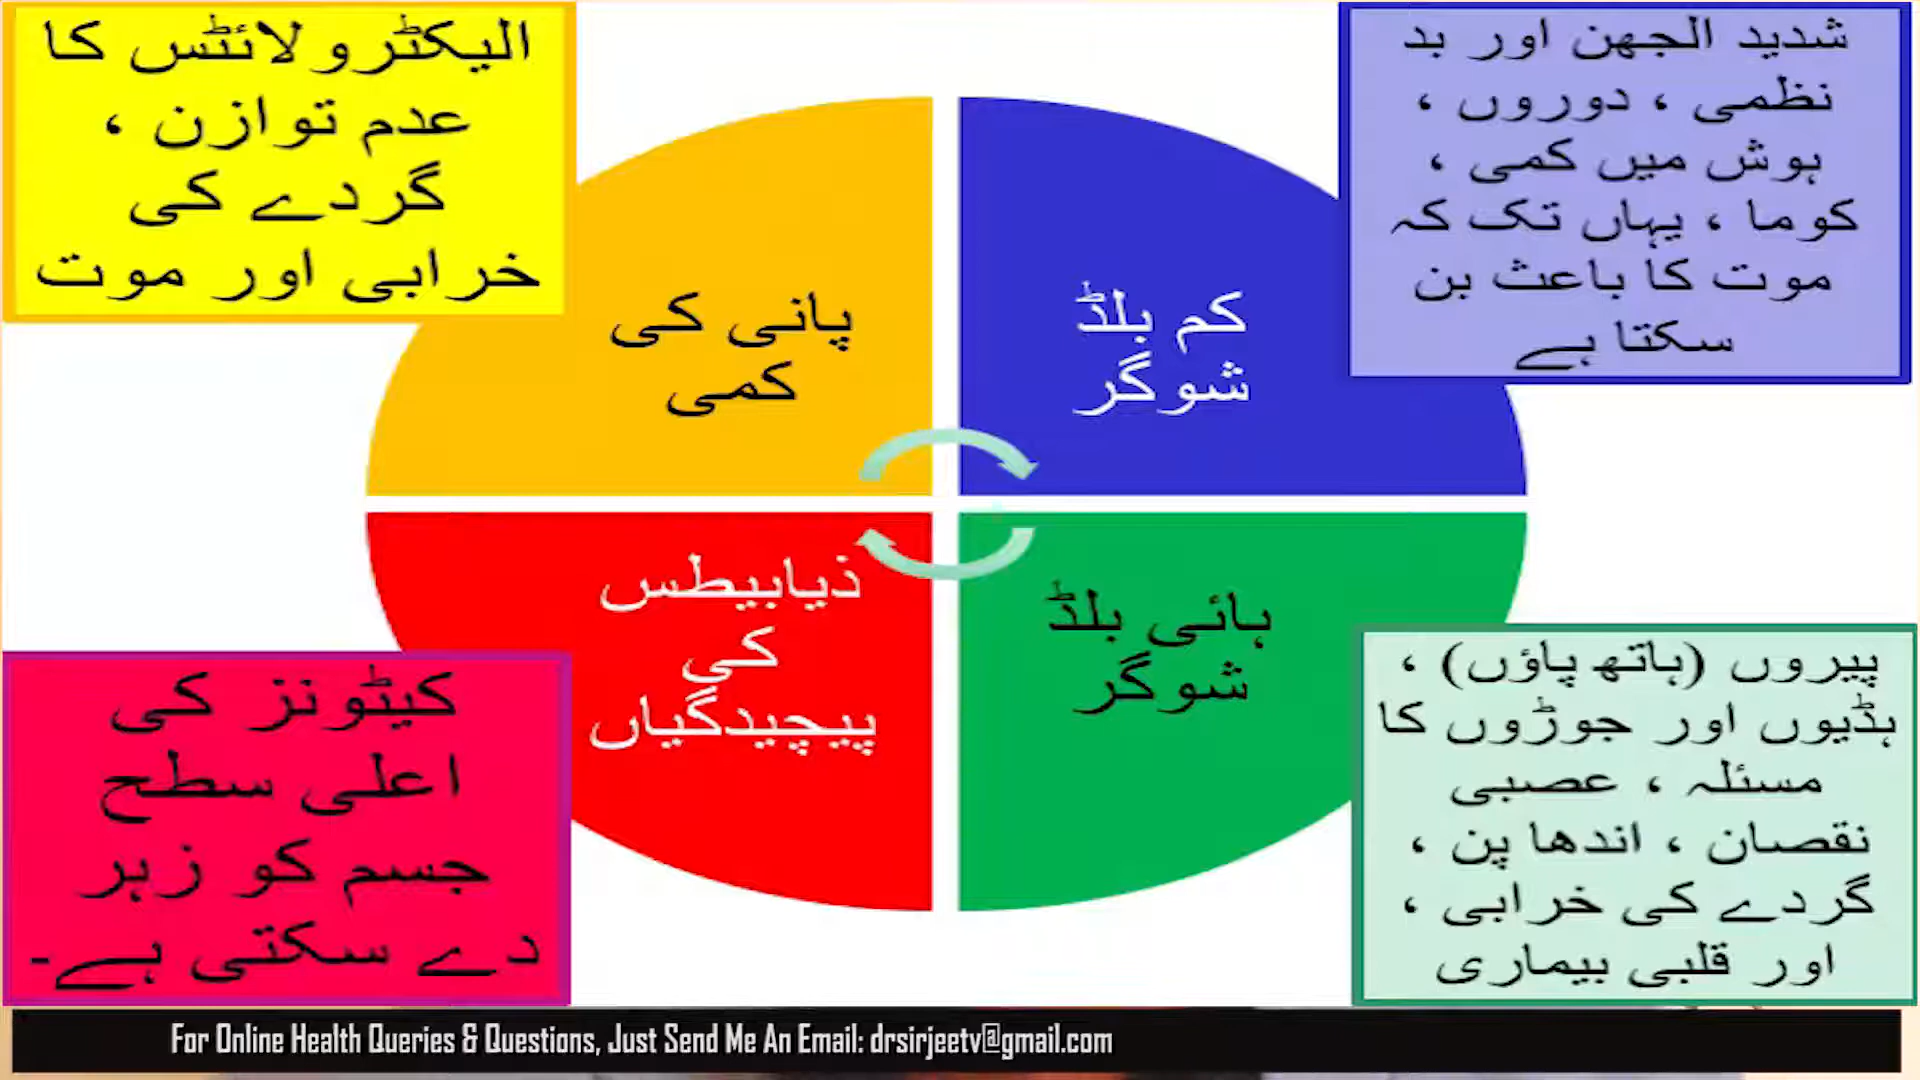 الیکٹرولائٹس کا
عدم توازن ،
گردے کی
خرابی اور موت
شدید الجھن اور بد
نظمی ، دوروں ،
ہوش میں کمی ،
کوما ، یہاں تک کہ
موت کا باعث بن
سکتا ہے
پانی کی
کمی
کم بلڈ
شوگر
ذیابیطس
کی
پیچیدگیاں
ہائی بلڈ
شوگر
کیٹونز کی
اعلی سطح
جسم کو زہر
دے سکتی ہے۔
پیروں (ہاتھ پاؤں) ،
ہڈیوں اور جوڑوں کا
مسئلہ ، عصبی
نقصان ، اندھا پن ،
گردے کی خرابی ،
اور قلبی بیماری
For Online Health Queries & Questions, Just Send Me An Email: drsirjeetv@gmail.com